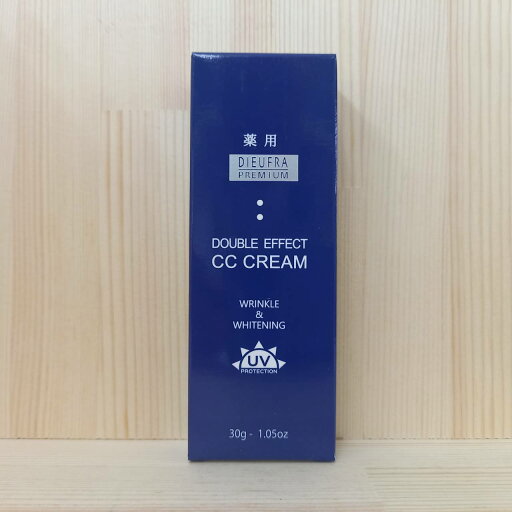 薬用
DIEUFRA
PREMIUM
DOUBLE EFFECT
CC CREAM
WRINKLE
&
WHITENING
UV
PROTECTION
30g - 1.05oz